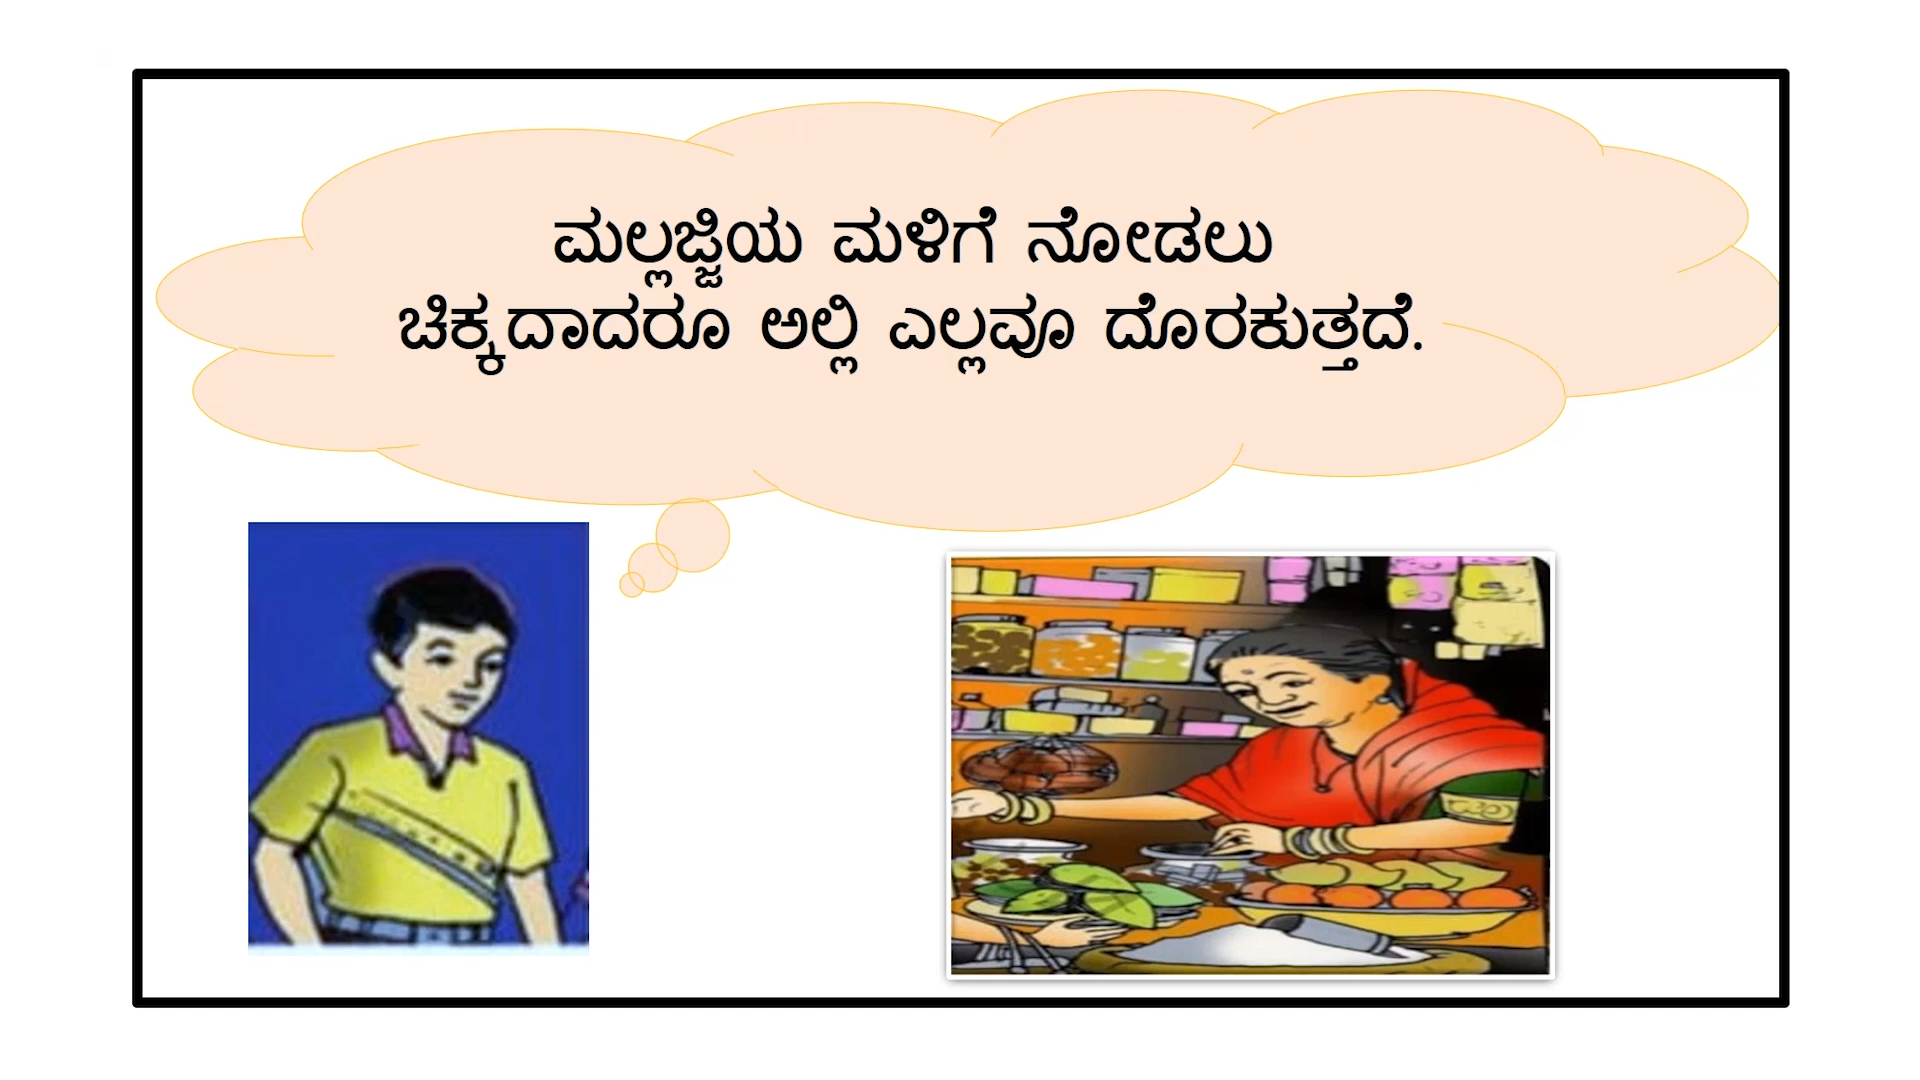 ಮಲ್ಲಜ್ಜಿಯ ಮಳಿಗೆ ನೋಡಲು
ಚಿಕ್ಕದಾದರೂ ಅಲ್ಲಿ ಎಲ್ಲವೂ ದೊರಕುತ್ತದೆ.